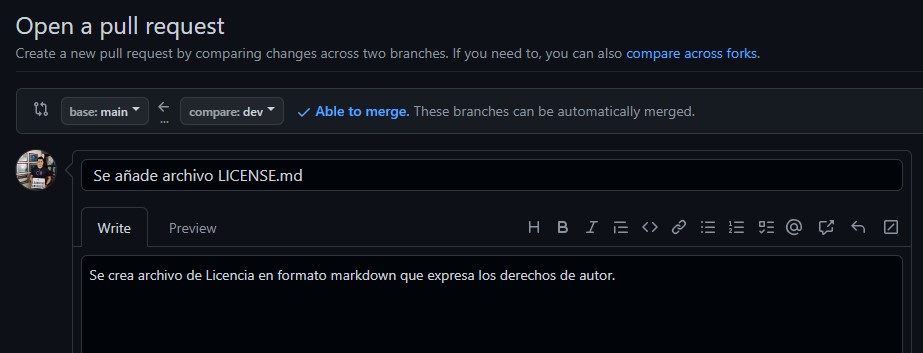 Open a pull request
Create a new pull request by comparing changes across two branches. If you need to, you can also compare across forks.
base: main ← ... compare: dev ✓ Able to merge. These branches can be automatically merged.
Se añade archivo LICENSE.md
Write Preview H B I <> @
Se crea archivo de Licencia en formato markdown que expresa los derechos de autor.